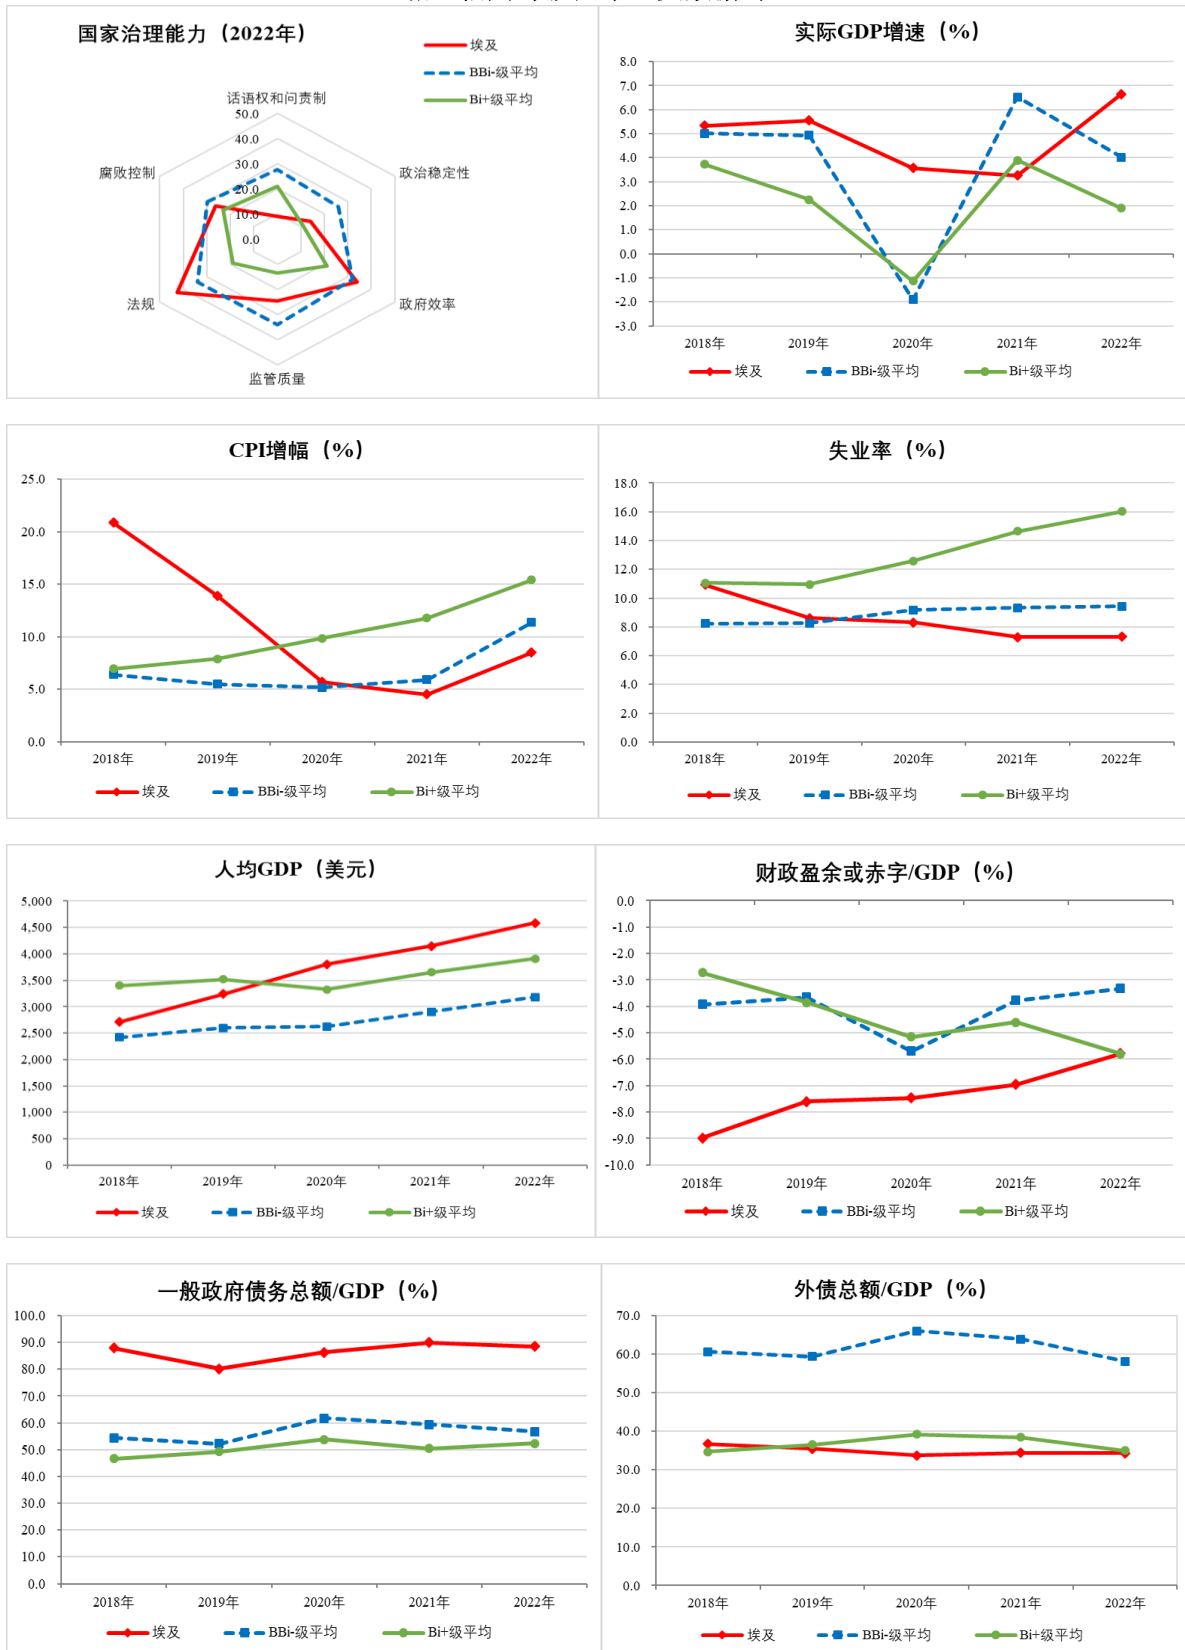 国家治理能力（2022年）
埃及
BBi-级平均
Bi+级平均
话语权和问责制
50.0
40.0
30.0
20.0
10.0
0.0
腐败控制
政治稳定性
法规
政府效率
监管质量
实际GDP增速（%）
8.0
7.0
6.0
5.0
4.0
3.0
2.0
1.0
0.0
-1.0
-2.0
-3.0
2018年 2019年 2020年 2021年 2022年
埃及 BBi-级平均 Bi+级平均
CPI增幅（%）
25.0
20.0
15.0
10.0
5.0
0.0
2018年 2019年 2020年 2021年 2022年
埃及 BBi-级平均 Bi+级平均
失业率（%）
18.0
16.0
14.0
12.0
10.0
8.0
6.0
4.0
2.0
0.0
2018年 2019年 2020年 2021年 2022年
埃及 BBi-级平均 Bi+级平均
人均GDP（美元）
5,000
4,500
4,000
3,500
3,000
2,500
2,000
1,500
1,000
500
0
2018年 2019年 2020年 2021年 2022年
埃及 BBi-级平均 Bi+级平均
财政盈余或赤字/GDP（%）
0.0
-1.0
-2.0
-3.0
-4.0
-5.0
-6.0
-7.0
-8.0
-9.0
-10.0
2018年 2019年 2020年 2021年 2022年
埃及 BBi-级平均 Bi+级平均
一般政府债务总额/GDP（%）
100.0
90.0
80.0
70.0
60.0
50.0
40.0
30.0
20.0
10.0
0.0
2018年 2019年 2020年 2021年 2022年
埃及 BBi-级平均 Bi+级平均
外债总额/GDP（%）
70.0
60.0
50.0
40.0
30.0
20.0
10.0
0.0
2018年 2019年 2020年 2021年 2022年
埃及 BBi-级平均 Bi+级平均